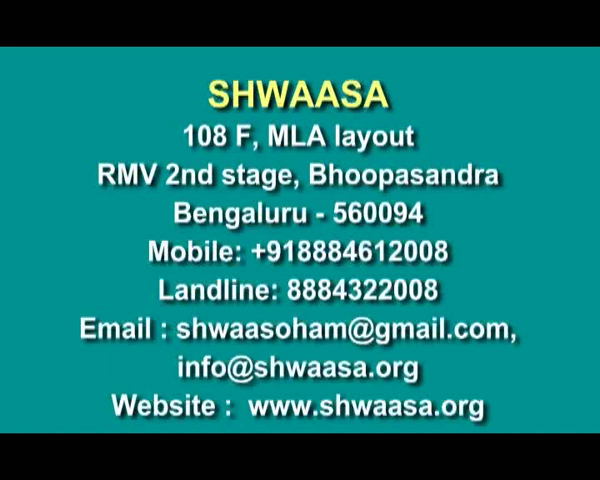 SHWAASA
108 F, MLA layout
RMV 2nd stage, Bhoopasandra
Bengaluru - 560094
Mobile: +918884612008
Landline: 8884322008
Email : shwaasoham@gmail.com,
info@shwaasa.org
Website :  www.shwaasa.org